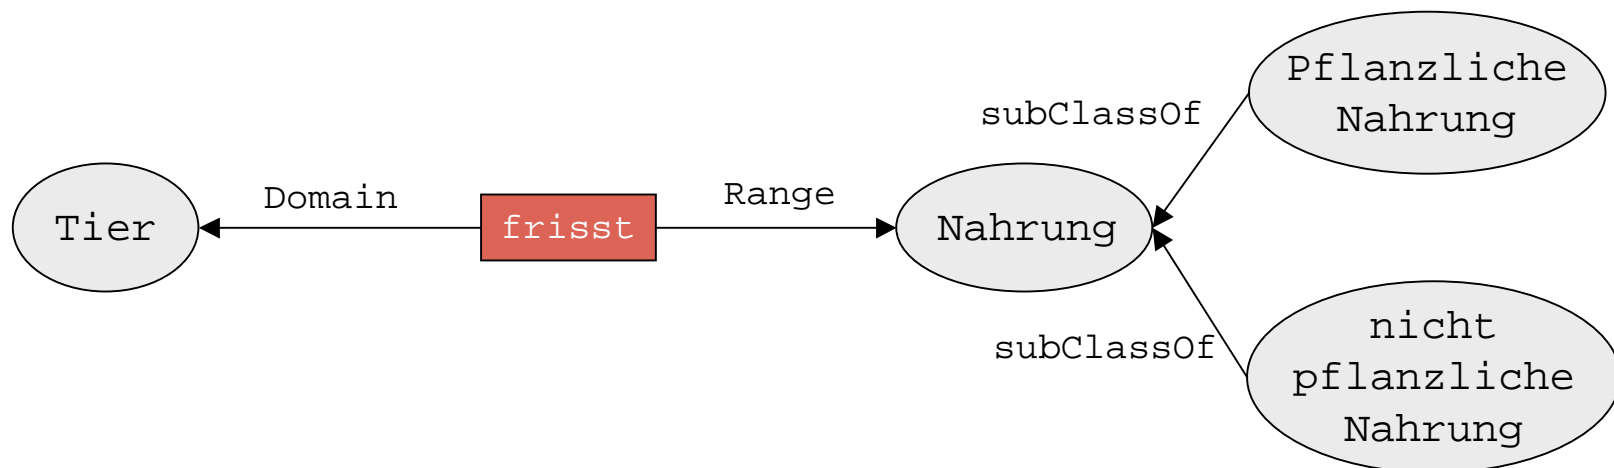 Pflanzliche
Nahrung
subClassOf
Tier
Domain
frisst
Range
Nahrung
subClassOf
nicht
pflanzliche
Nahrung